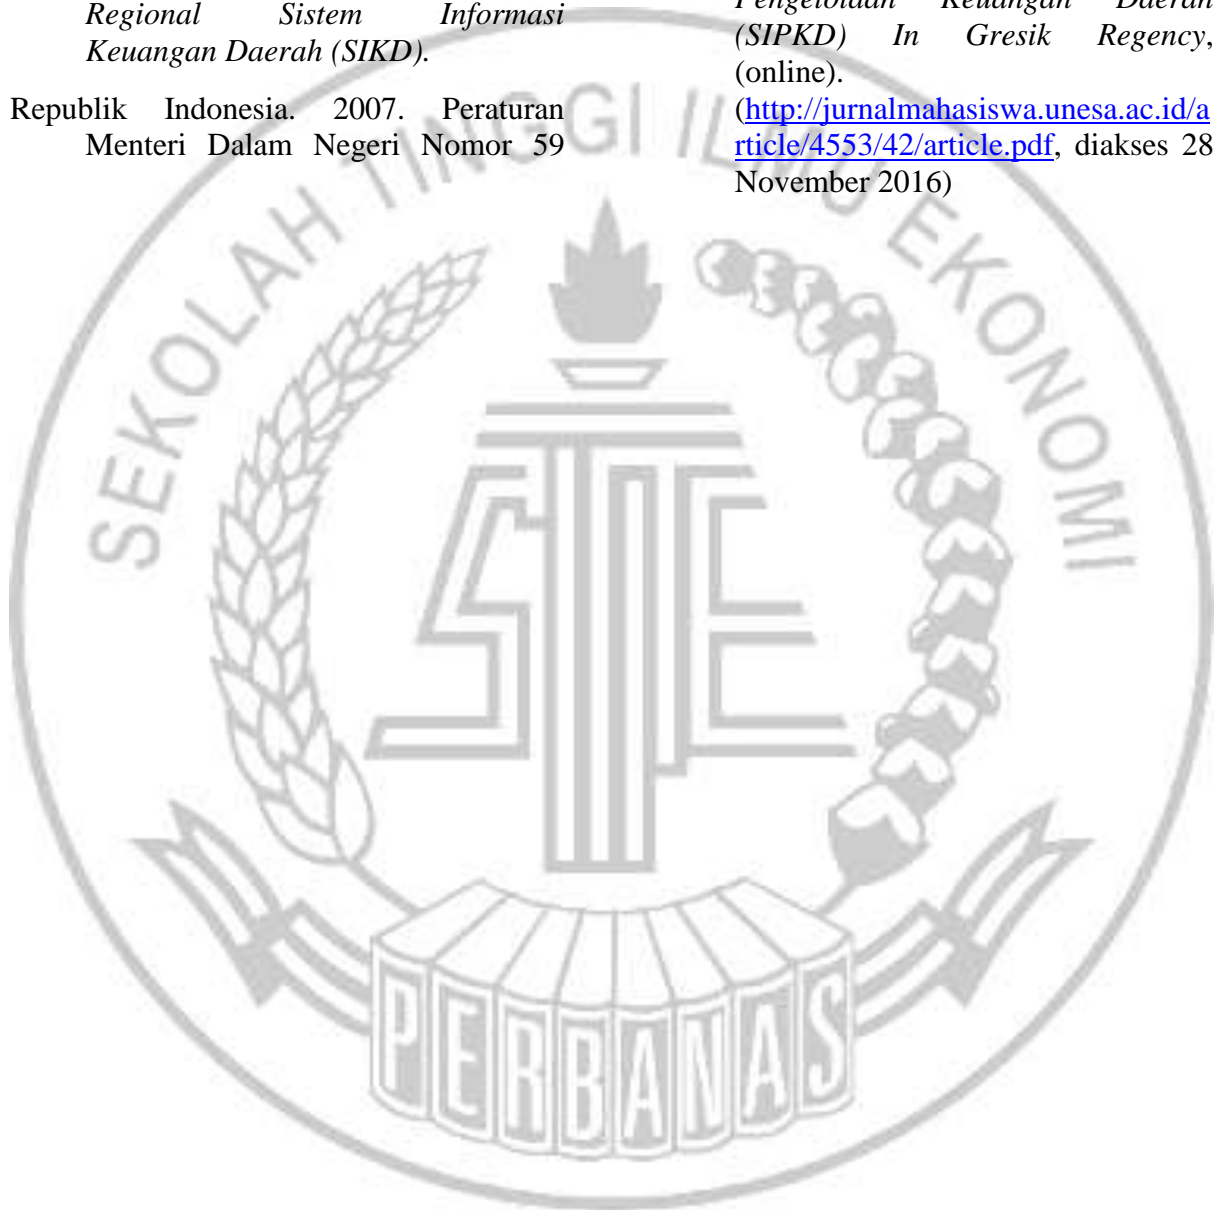 Regional Sistem Informasi
Keuangan Daerah (SIKD).
Republik Indonesia. 2007. Peraturan
Menteri Dalam Negeri Nomor 59
Pengelolaan Keuangan Daerah
(SIPKD) In Gresik Regency,
(online).
(http://jurnalmahasiswa.unesa.ac.id/a
rticle/4553/42/article.pdf, diakses 28
November 2016)
SEKOLAH TINGGI ILMU EKONOMI
STIE
PERBANAS